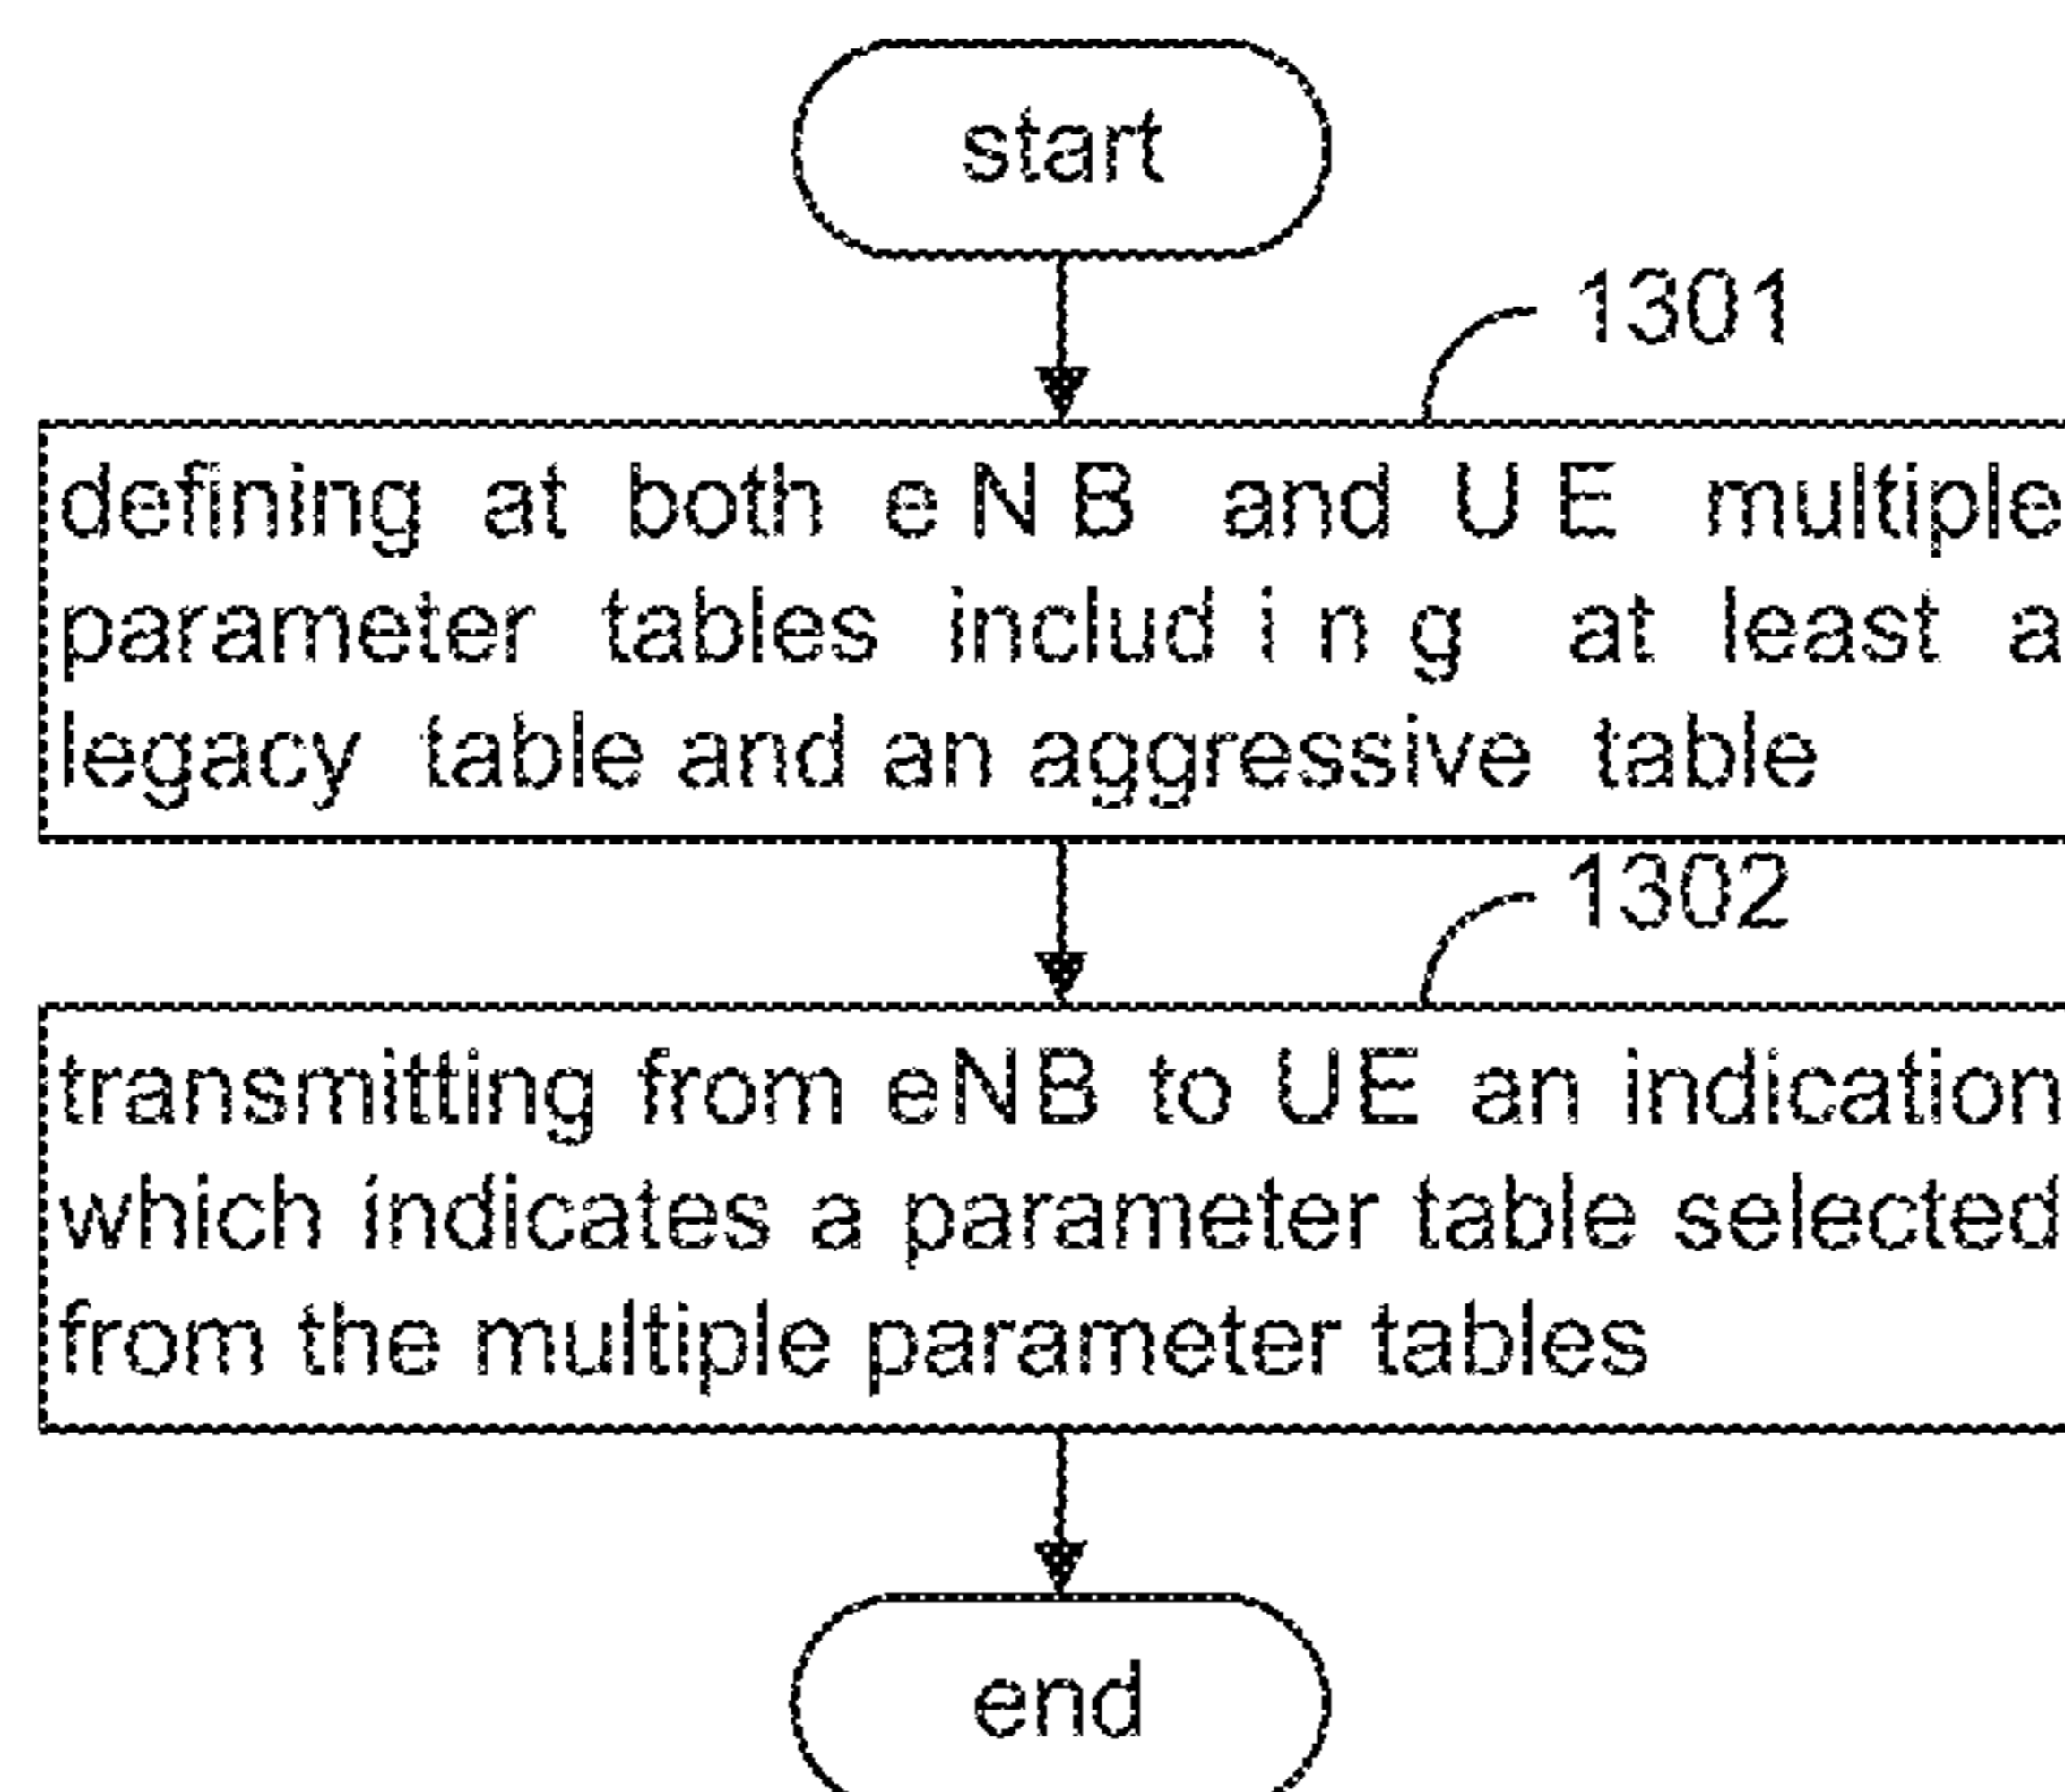 start
1301
defining at both eNB and UE multiple
parameter tables including at least a
legacy table and an aggressive table
1302
transmitting from eNB to UE an indication
which indicates a parameter table selected
from the multiple parameter tables
end